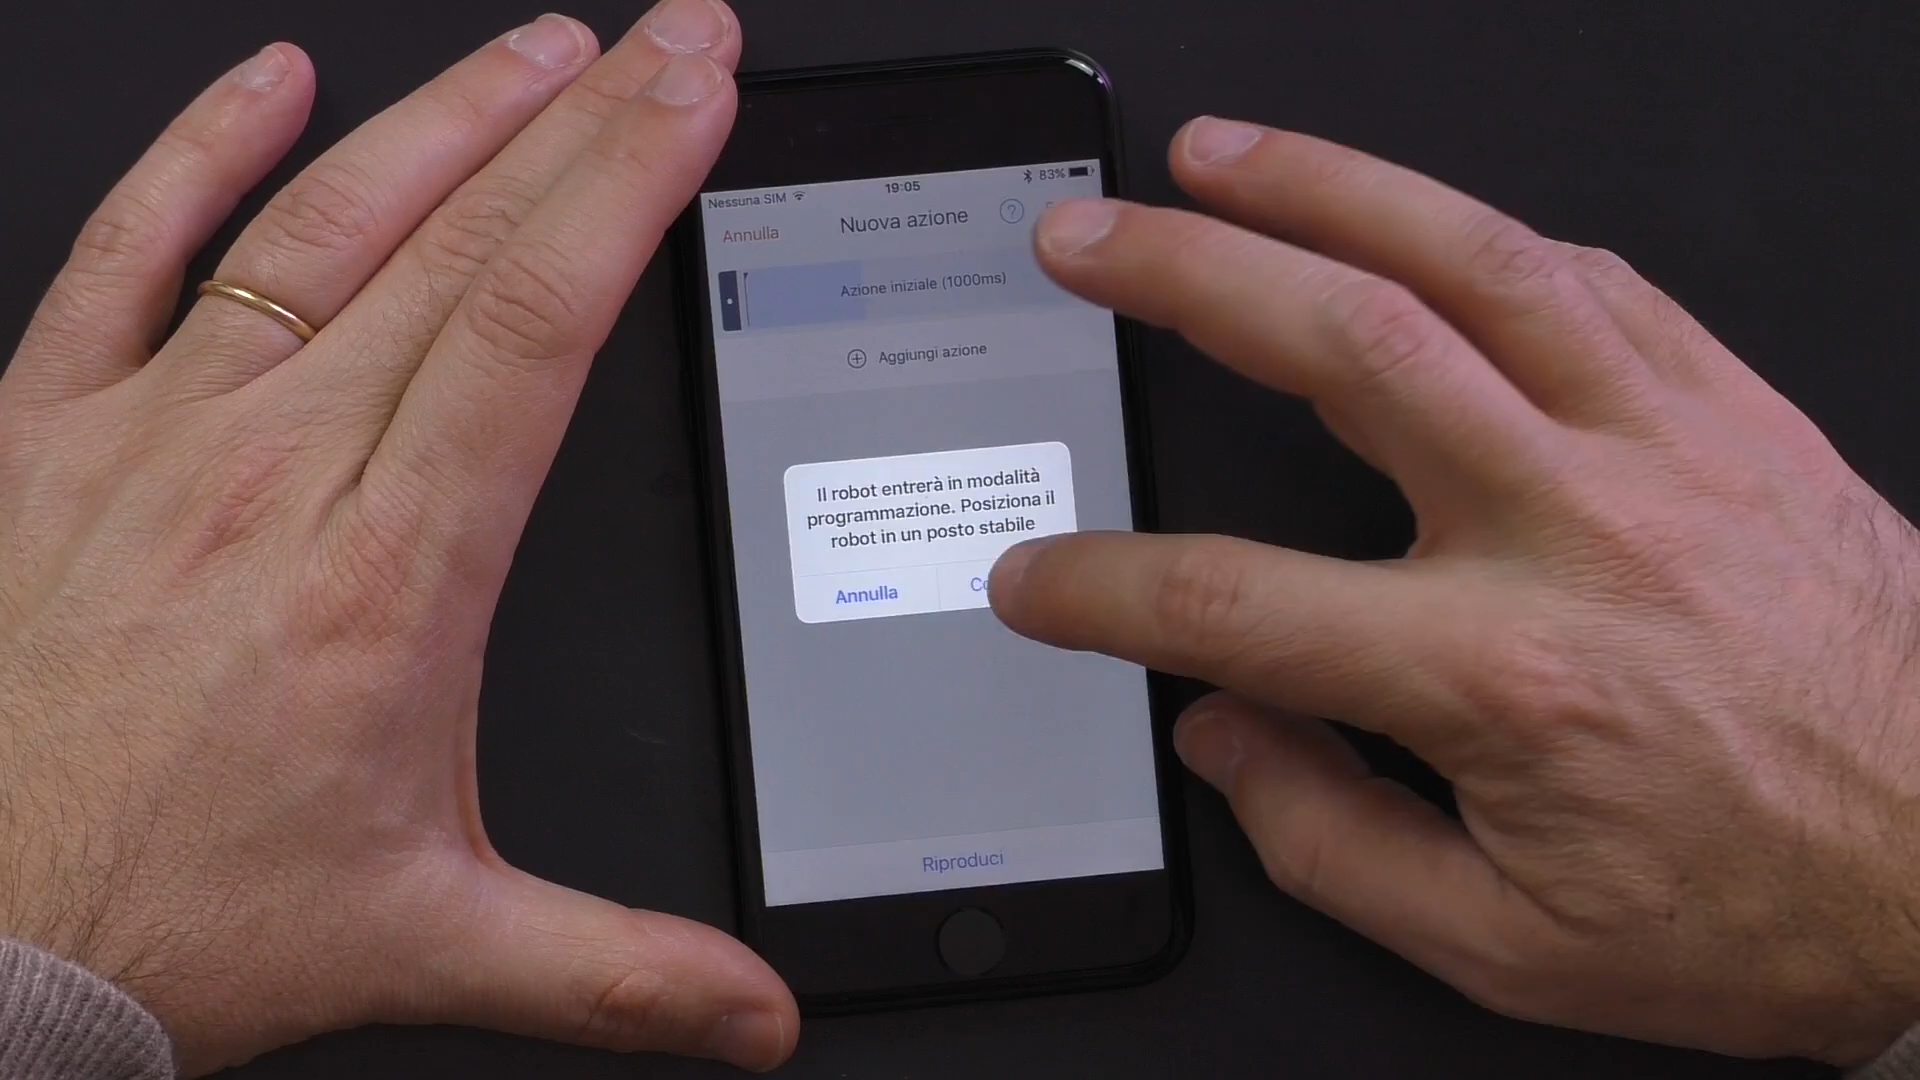 Nessuna SIM 19:05 83%
Annulla Nuova azione ?
Azione iniziale (1000ms)
Aggiungi azione
Il robot entrerà in modalità
programmazione. Posiziona il
robot in un posto stabile
Annulla
Riproduci